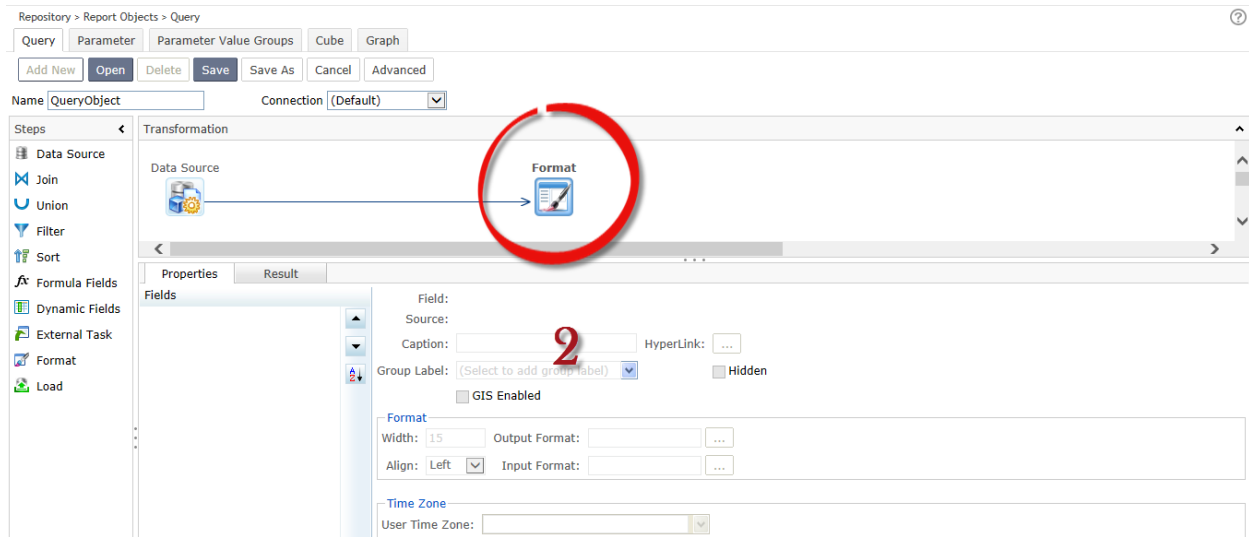 Repository > Report Objects > Query
Query Parameter Parameter Value Groups Cube Graph
Add New Open Delete Save Save As Cancel Advanced
Name QueryObject Connection (Default)
Steps Transformation
Data Source
Join
Union
Filter
Sort
Formula Fields
Dynamic Fields
External Task
Format
Load
Data Source Format
Properties Result
Fields
Field:
Source:
Caption: HyperLink: ...
2
Group Label: (Select to add group label) Hidden
GIS Enabled
Format
Width: 15 Output Format: ...
Align: Left Input Format: ...
Time Zone
User Time Zone: